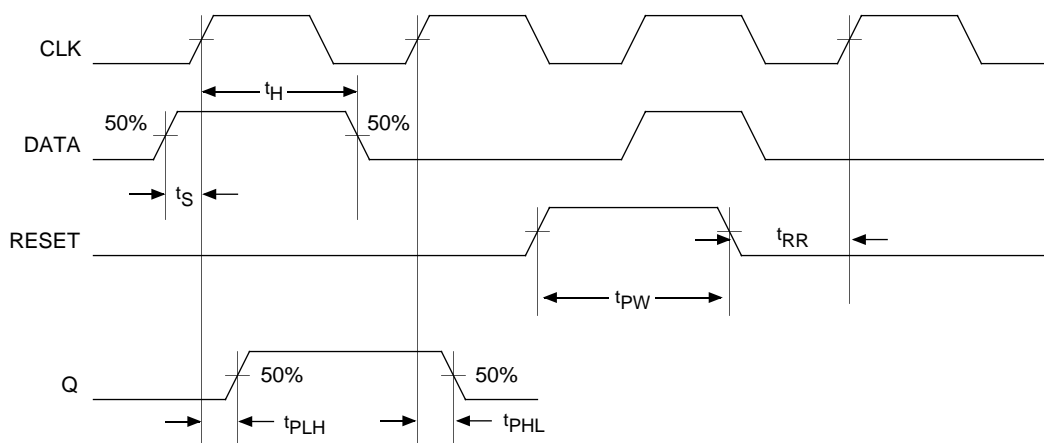 CLK
tH
50%
50%
DATA
tS
RESET
tRR
tPW
50%
50%
Q
tPLH
tPHL